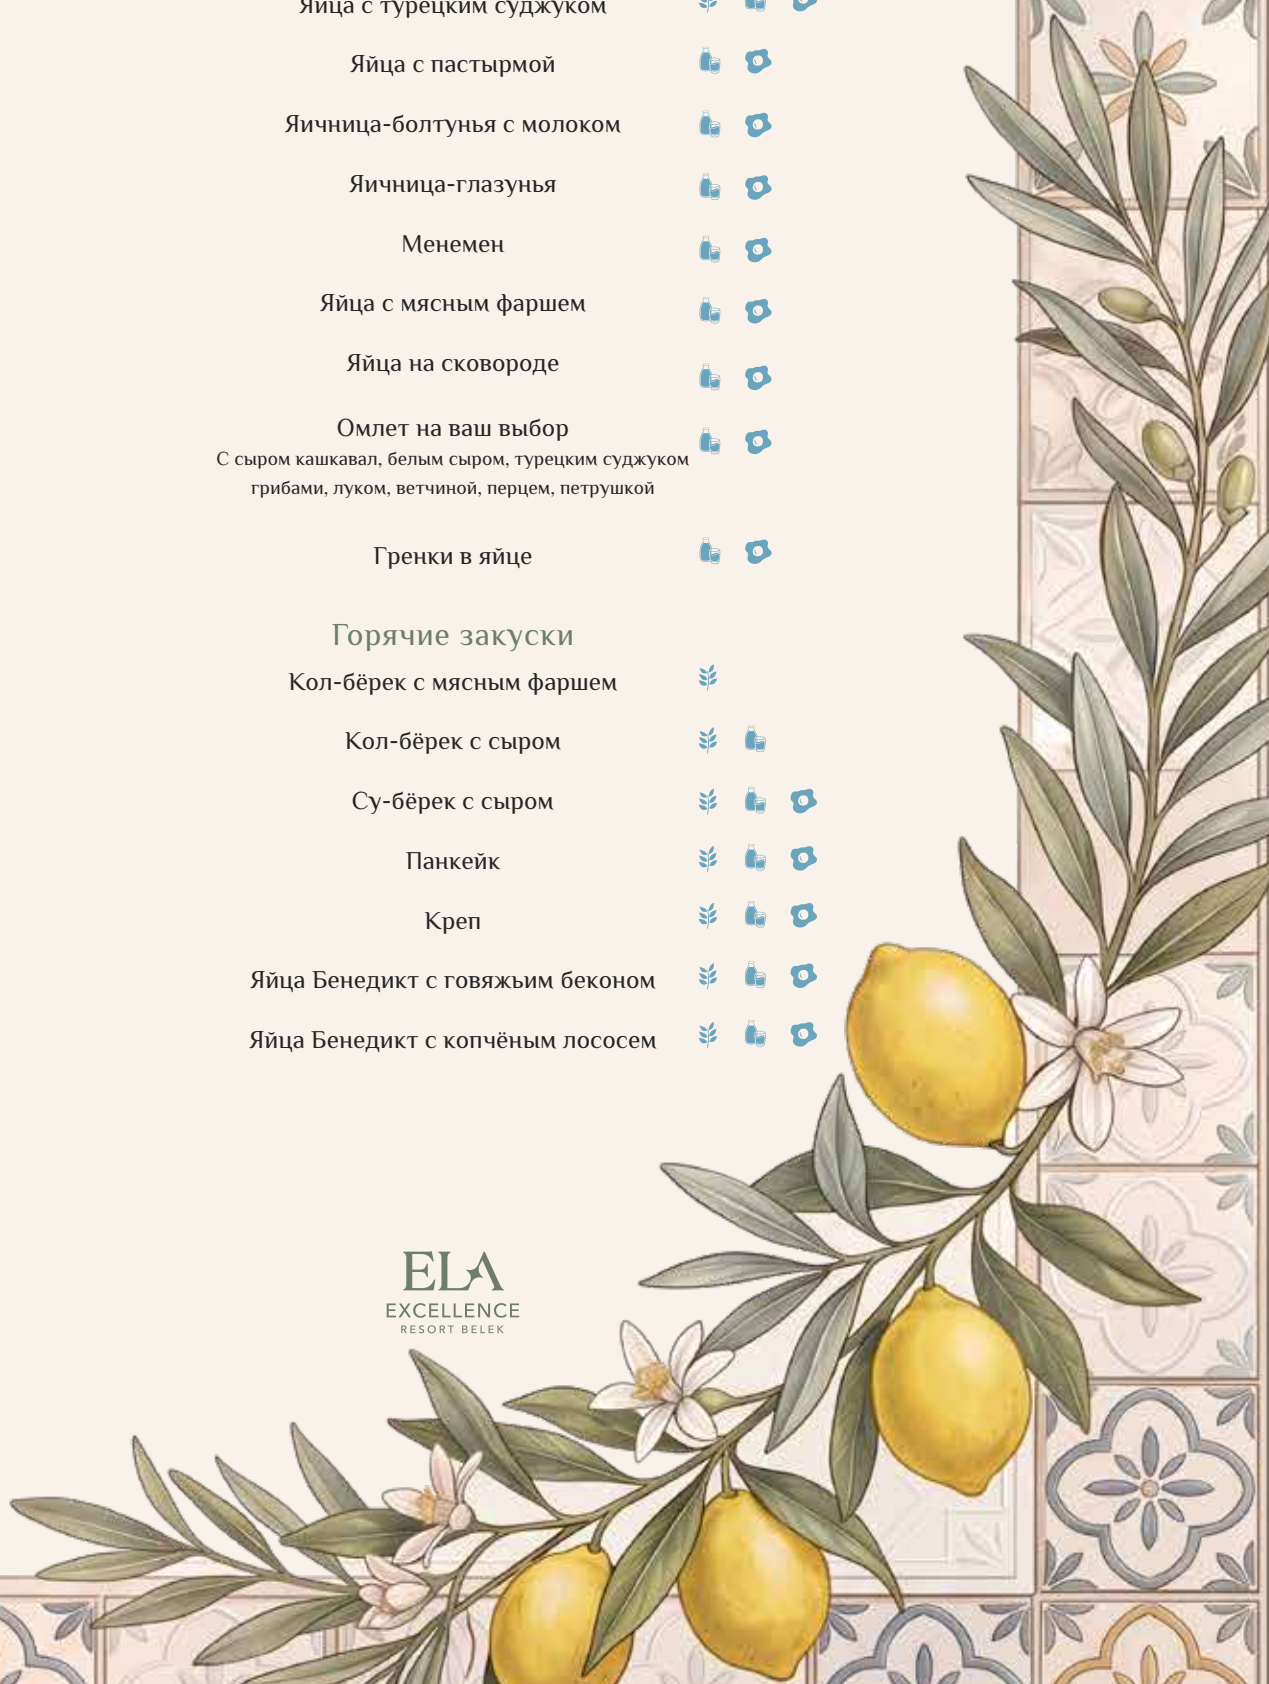 Яйца с турецким суджуком
Яйца с пастырмой
Яичница-болтунья с молоком
Яичница-глазунья
Менемен
Яйца с мясным фаршем
Яйца на сковороде
Омлет на ваш выбор
С сыром кашкавал, белым сыром, турецким суджуком
грибами, луком, ветчиной, перцем, петрушкой
Гренки в яйце
Горячие закуски
Кол-бёрек с мясным фаршем
Кол-бёрек с сыром
Су-бёрек с сыром
Панкейк
Креп
Яйца Бенедикт с говяжьим беконом
Яйца Бенедикт с копчёным лососем
ELA
EXCELLENCE
RESORT BELEK